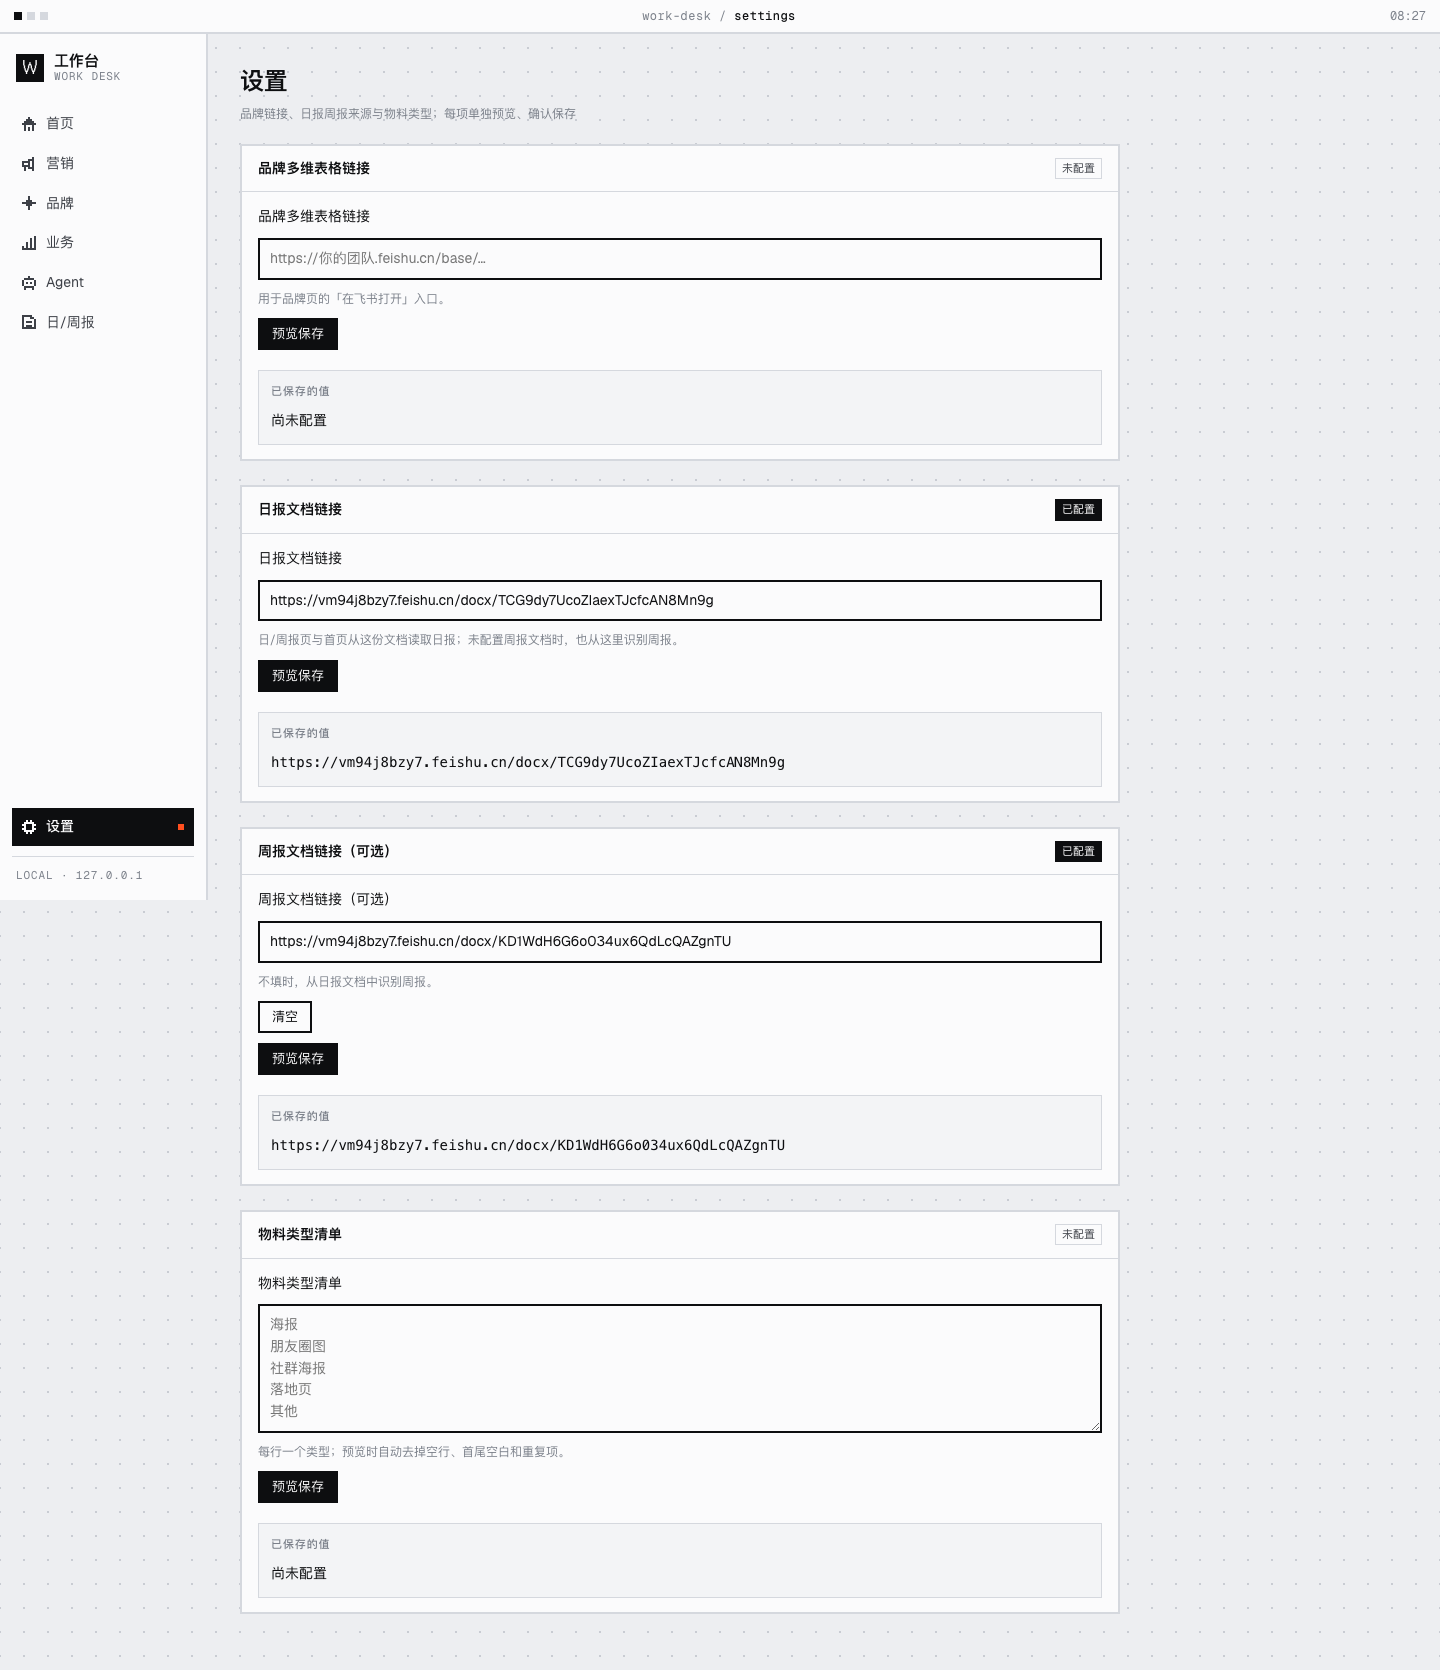 work-desk / settings
08:27
W
工作台
WORK DESK
首页
营销
品牌
业务
Agent
日/周报
设置
LOCAL · 127.0.0.1
设置
品牌链接、日报周报来源与物料类型；每项单独预览、确认保存
品牌多维表格链接
未配置
品牌多维表格链接
https://你的团队.feishu.cn/base/...
用于品牌页的「在飞书打开」入口。
预览保存
已保存的值
尚未配置
日报文档链接
已配置
日报文档链接
https://vm94j8bzy7.feishu.cn/docx/TCG9dy7UcoZIaexTJcfcAN8Mn9g
日/周报页与首页从这份文档读取日报；未配置周报文档时，也从这里识别周报。
预览保存
已保存的值
https://vm94j8bzy7.feishu.cn/docx/TCG9dy7UcoZIaexTJcfcAN8Mn9g
周报文档链接（可选）
已配置
周报文档链接（可选）
https://vm94j8bzy7.feishu.cn/docx/KD1WdH6G6o034ux6QdLcQAZgnTU
不填时，从日报文档中识别周报。
清空
预览保存
已保存的值
https://vm94j8bzy7.feishu.cn/docx/KD1WdH6G6o034ux6QdLcQAZgnTU
物料类型清单
未配置
物料类型清单
海报
朋友圈图
社群海报
落地页
其他
每行一个类型；预览时自动去掉空行、首尾空白和重复项。
预览保存
已保存的值
尚未配置